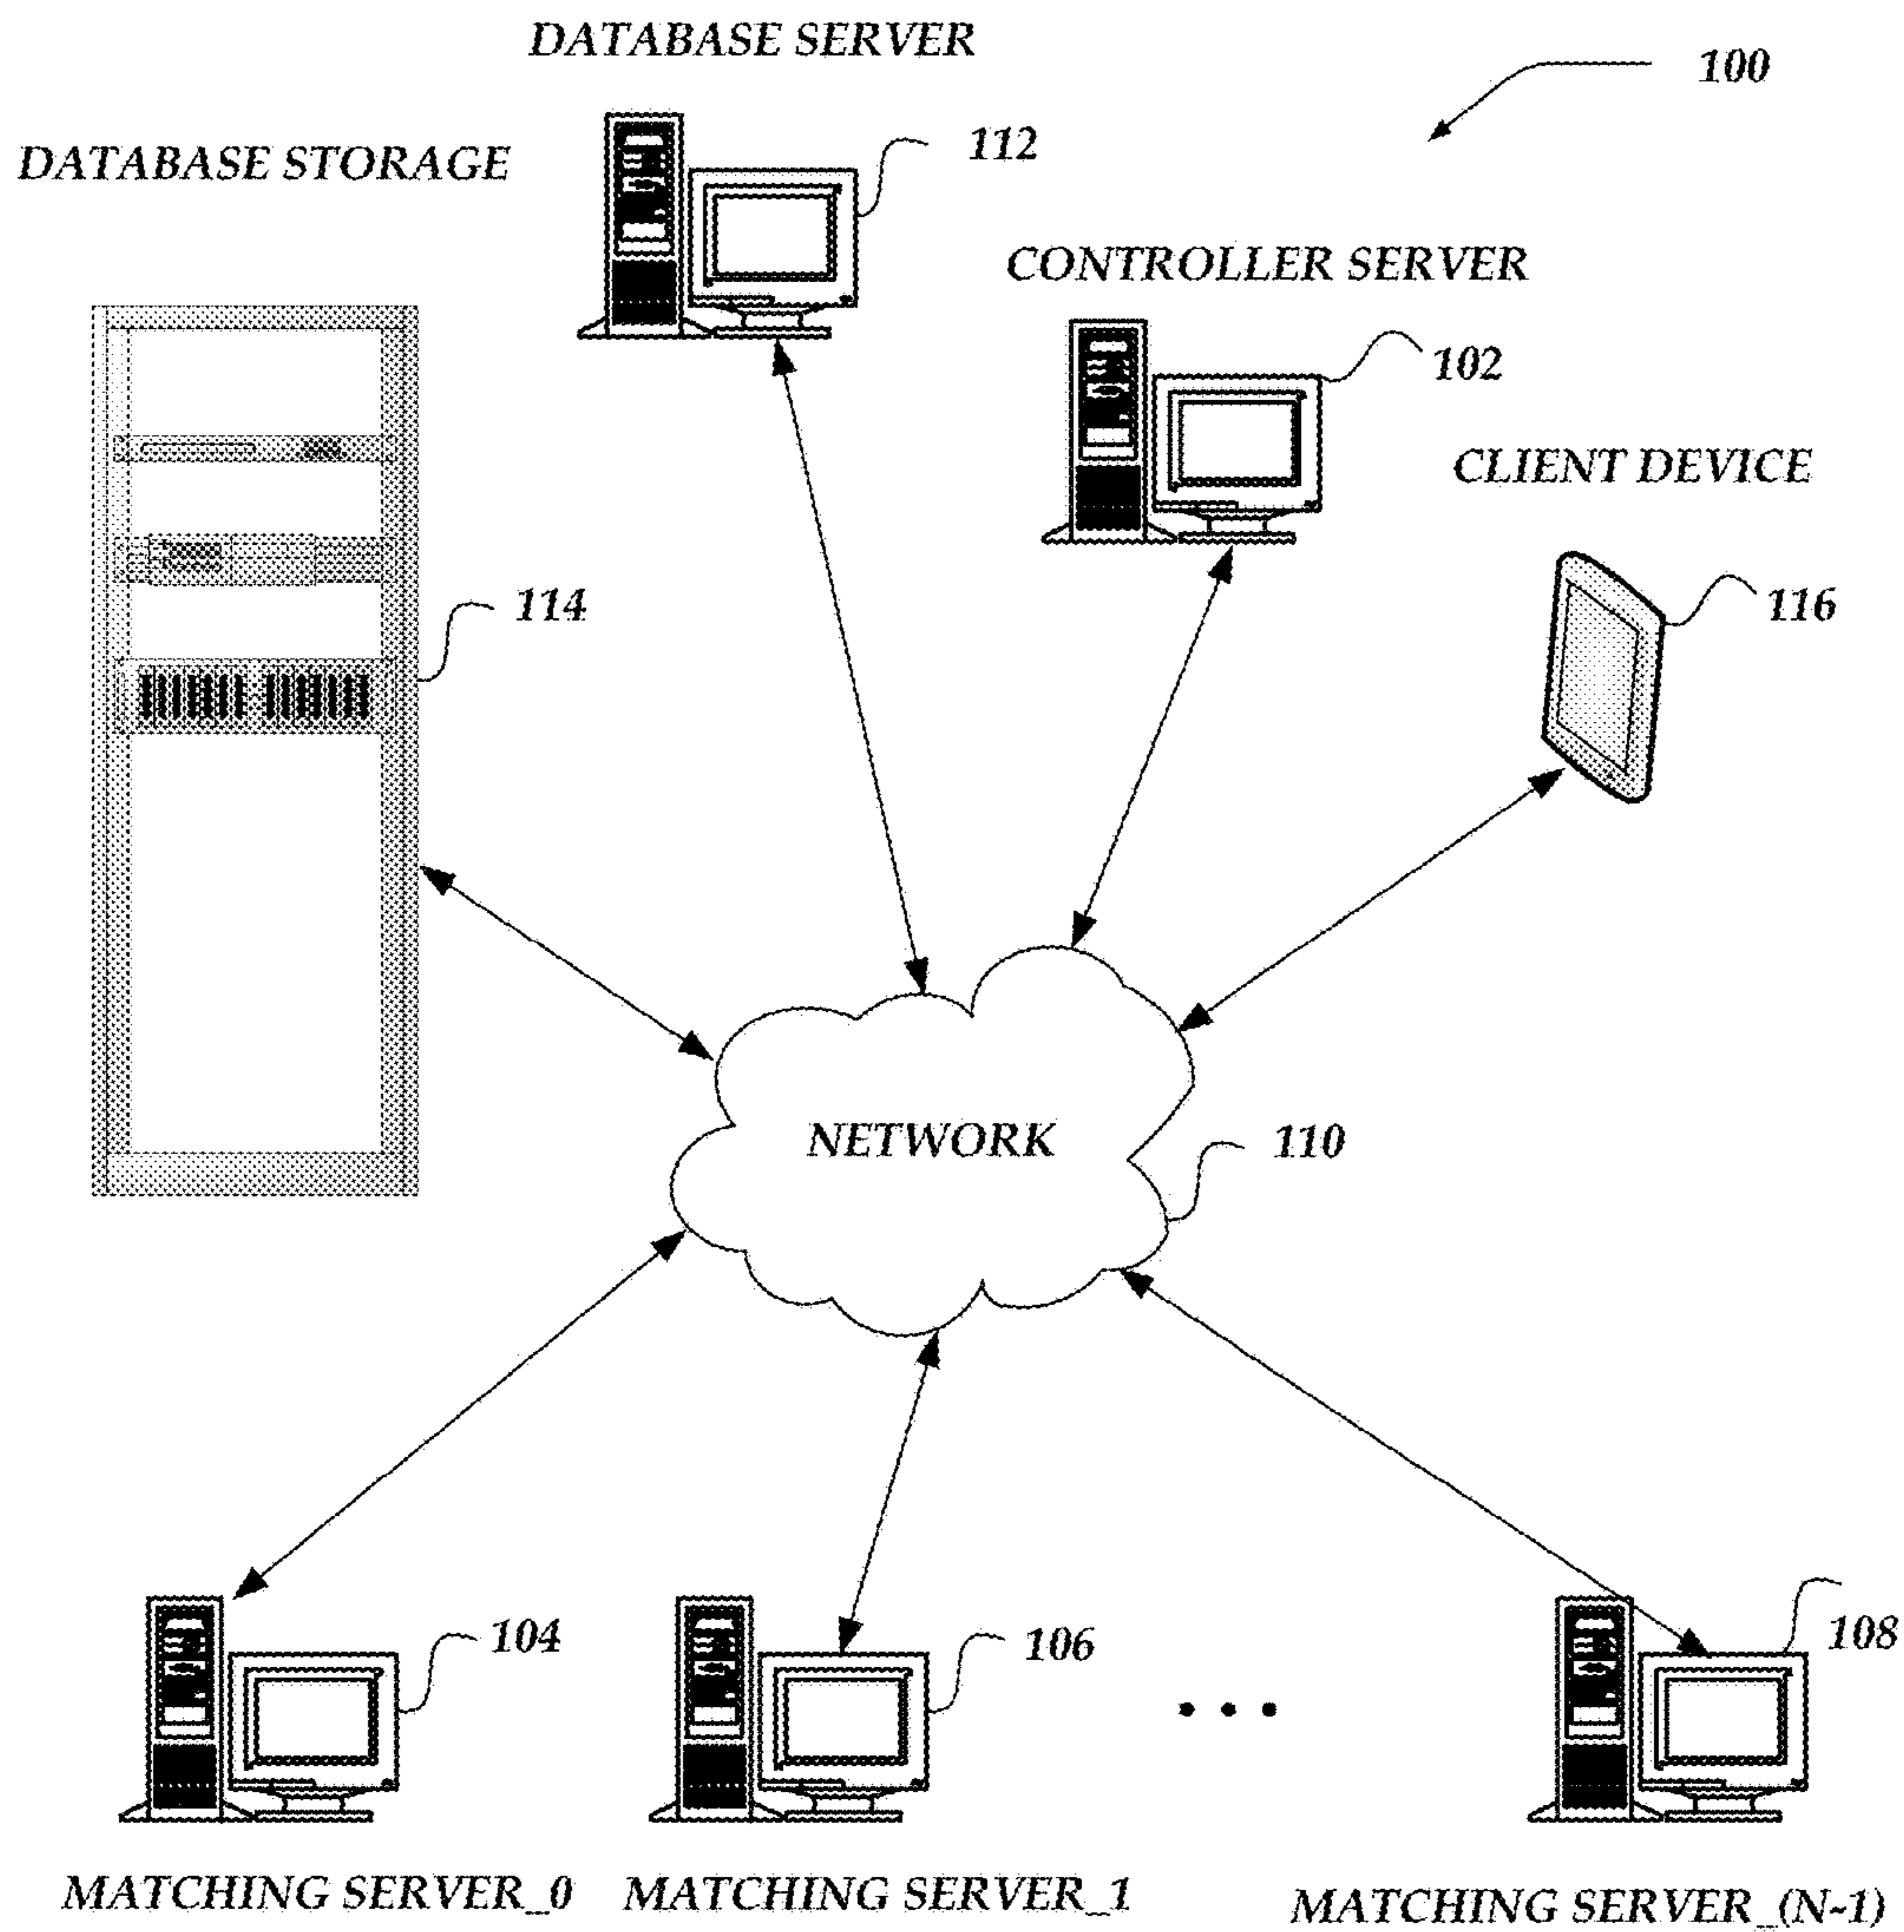 DATABASE SERVER
100
112
DATABASE STORAGE
CONTROLLER SERVER
102
CLIENT DEVICE
114
116
NETWORK
110
104
106
108
MATCHING SERVER_0
MATCHING SERVER_1
MATCHING SERVER_(N~1)